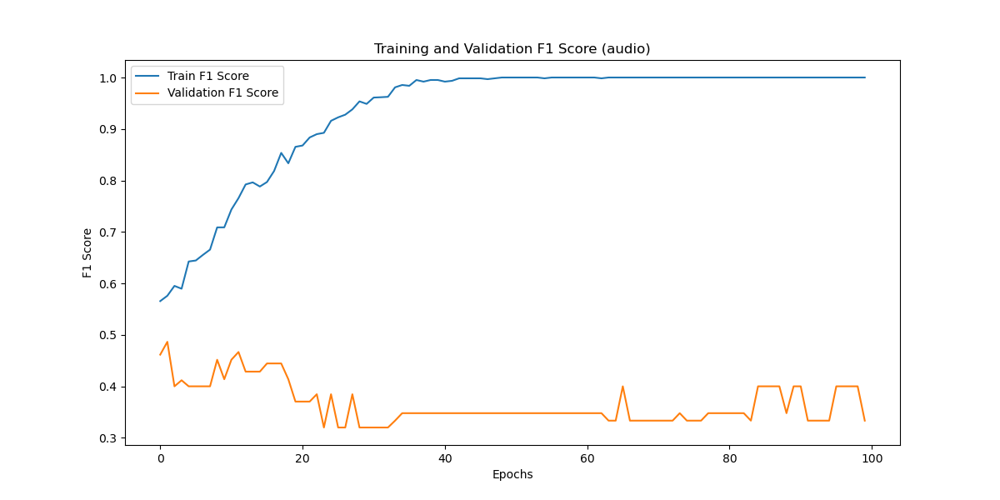 Training and Validation F1 Score (audio)
Train F1 Score
Validation F1 Score
F1 Score
1.0
0.9
0.8
0.7
0.6
0.5
0.4
0.3
0 20 40 60 80 100
Epochs